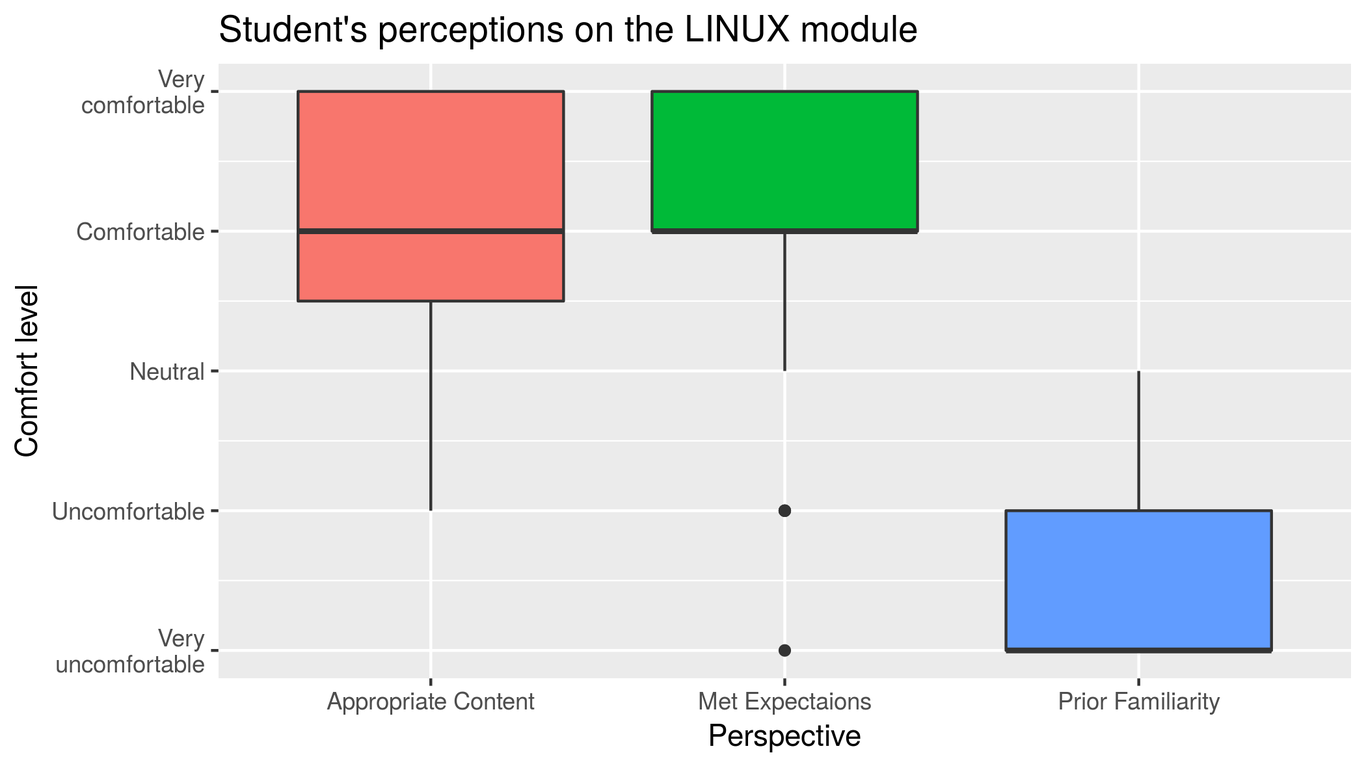 Student's perceptions on the LINUX module
Very
comfortable
Comfortable
Neutral
Uncomfortable
Very
uncomfortable
Comfort level
Appropriate Content
Met Expectaions
Prior Familiarity
Perspective